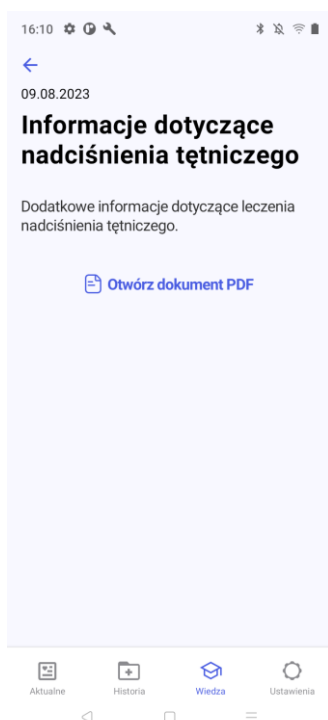 16:10
09.08.2023
Informacje dotyczące
nadciśnienia tętniczego
Dodatkowe informacje dotyczące leczenia
nadciśnienia tętniczego.
Otwórz dokument PDF
Aktualne Historia Wiedza Ustawienia